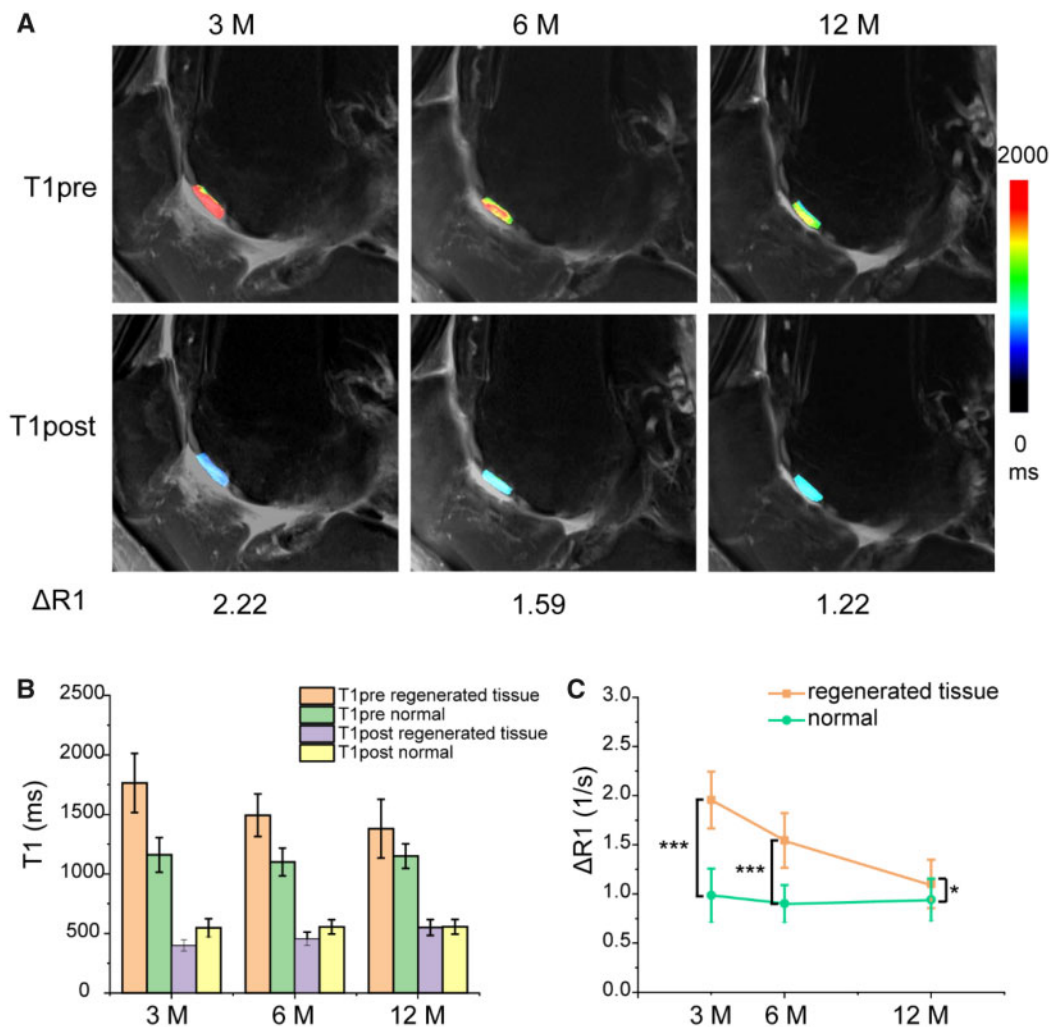 A
3 M 6 M 12 M
T1pre
2000
T1post
0
ms
ΔR1 2.22 1.59 1.22
B
2500
2000
1500
1000
500
0
T1 (ms)
T1pre regenerated tissue
T1pre normal
T1post regenerated tissue
T1post normal
3 M 6 M 12 M
C
regenerated tissue
normal
3.0
2.5
2.0
1.5
1.0
0.5
0.0
ΔR1 (1/s)
***
***
*
3 M 6 M 12 M